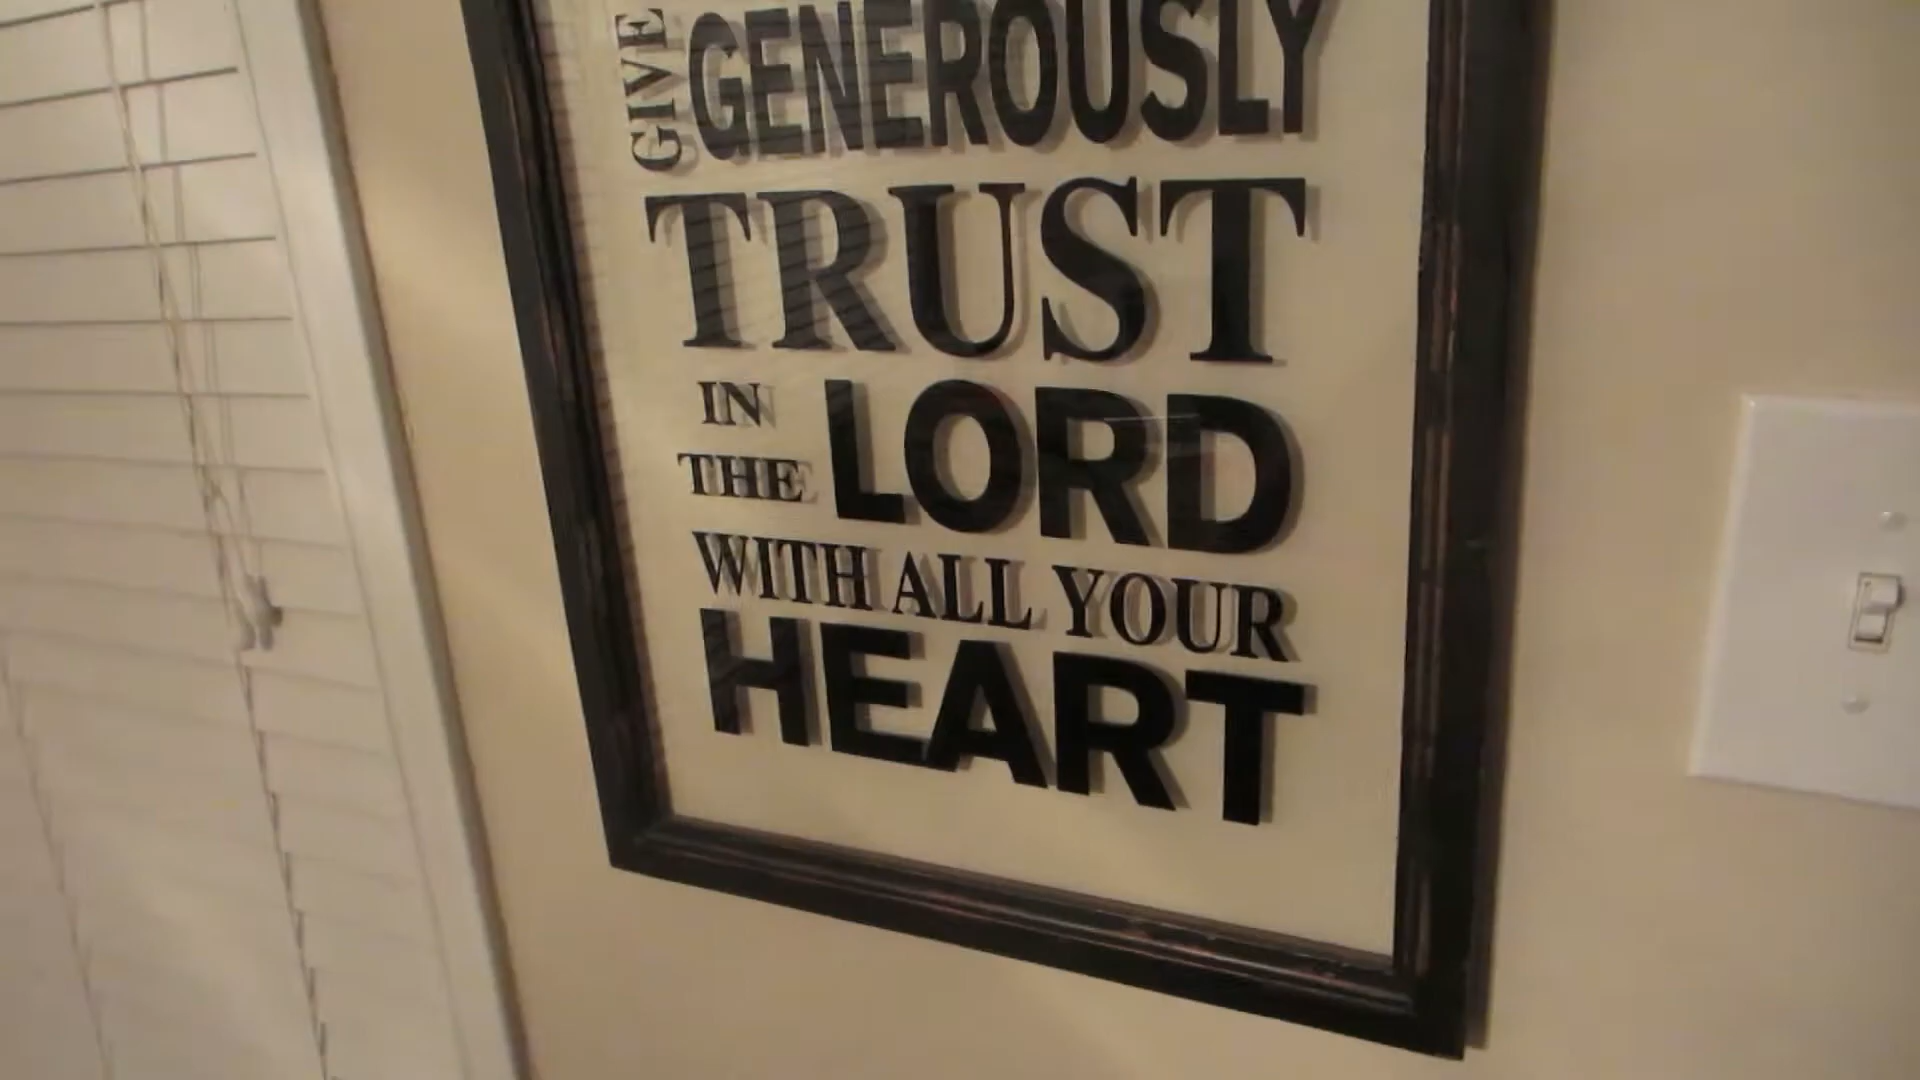 GIVE GENEROUSLY
TRUST
IN
THE LORD
WITH ALL YOUR
HEART